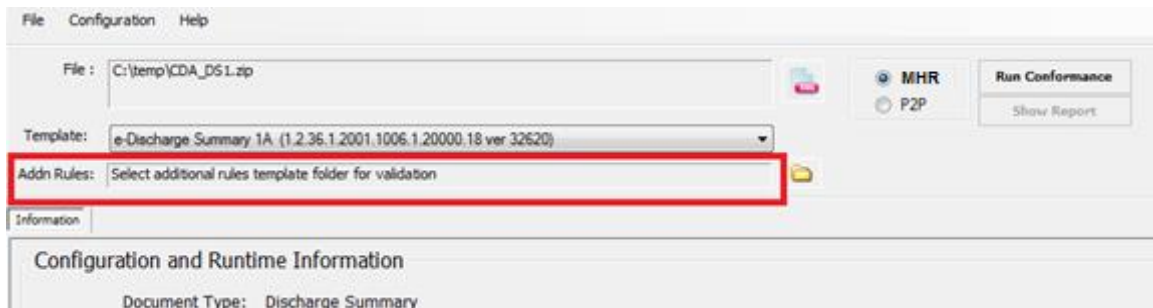 File Configuration Help
File : C:\temp\CDA_DS1.zip
MHR
Run Conformance
P2P
Show Report
Template: e-Discharge Summary 1A (1.2.36.1.2001.1006.1.20000.18 ver 32620)
Addn Rules: Select additional rules template folder for validation
Information
Configuration and Runtime Information
Document Type: Discharge Summary